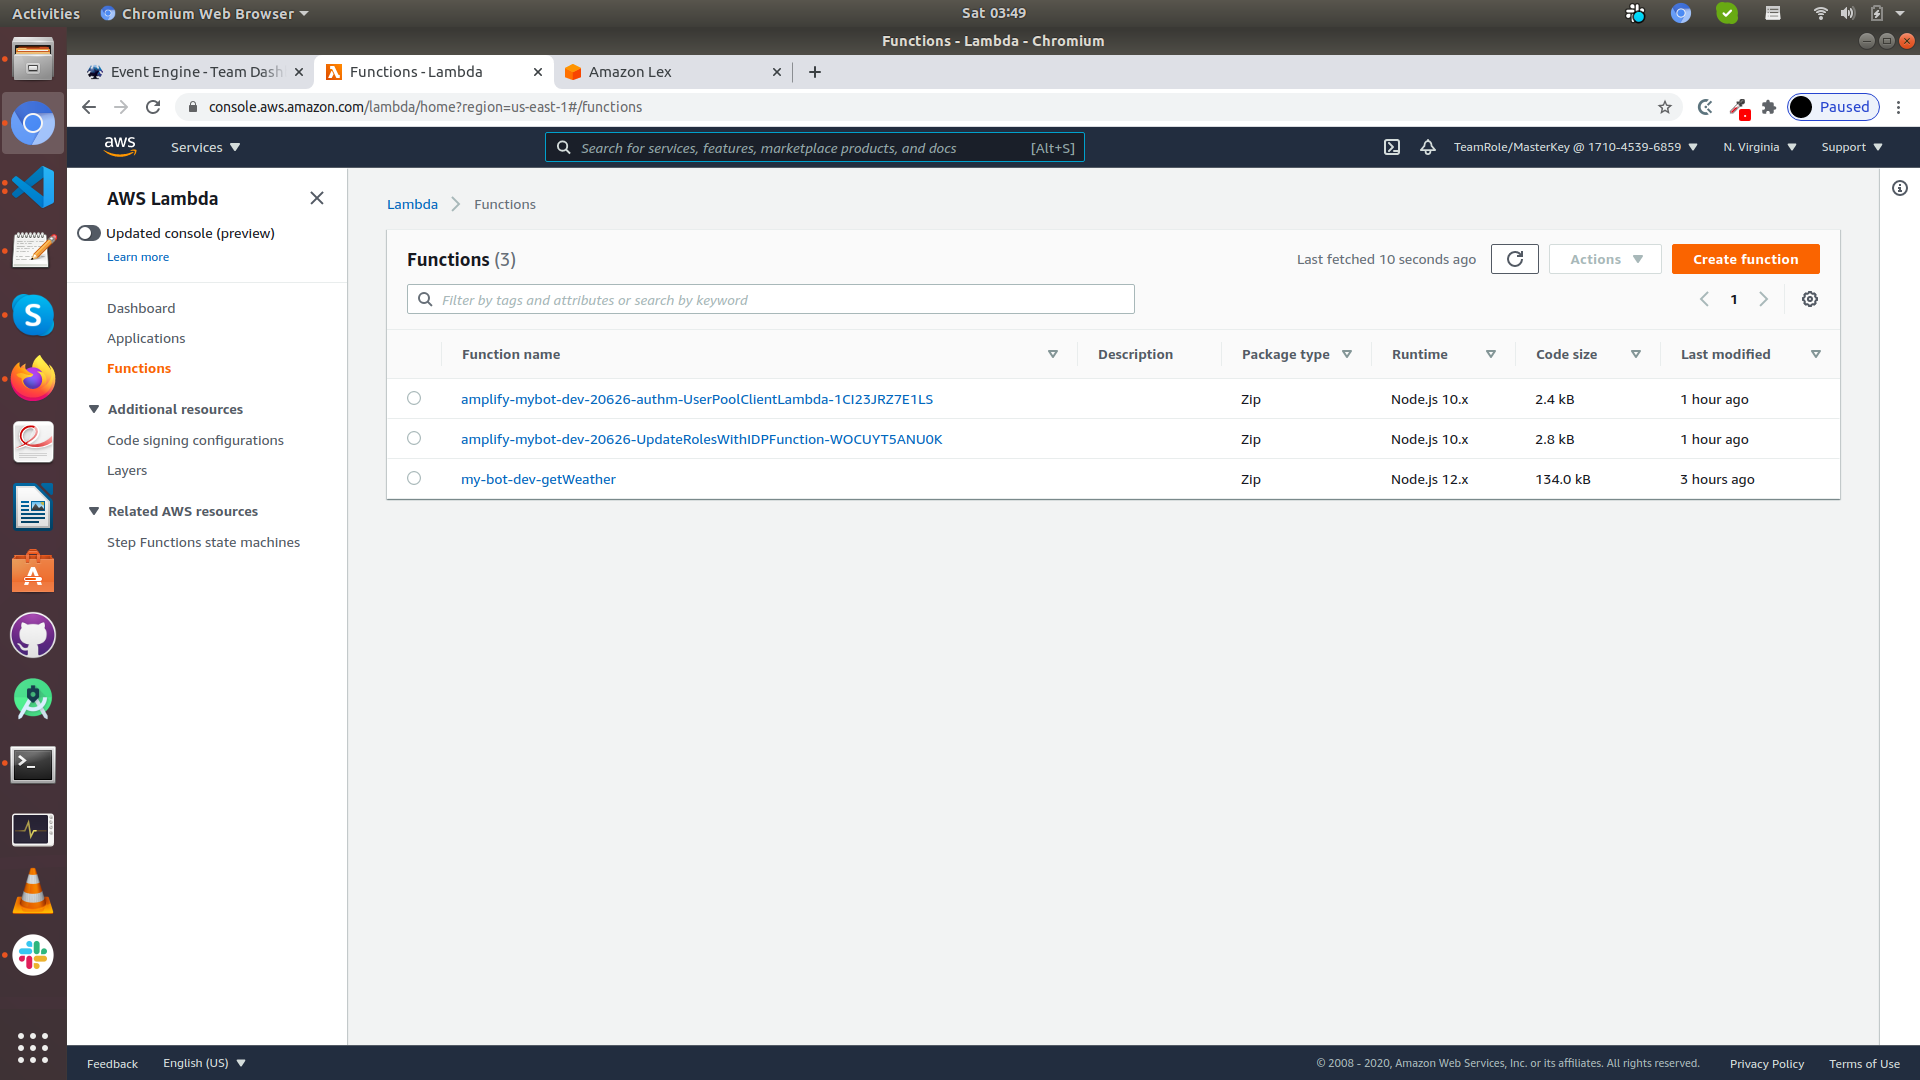 Activities
Chromium Web Browser
Sat 03:49
Functions - Lambda - Chromium
Event Engine - Team Dash
Functions - Lambda
Amazon Lex
console.aws.amazon.com/lambda/home?region=us-east-1#/functions
Paused
aws
Services
Search for services, features, marketplace products, and docs
[Alt+S]
TeamRole/MasterKey @ 1710-4539-6859
N. Virginia
Support
AWS Lambda
Updated console (preview)
Learn more
Dashboard
Applications
Functions
Additional resources
Code signing configurations
Layers
Related AWS resources
Step Functions state machines
Lambda
Functions
Functions (3)
Last fetched 10 seconds ago
Actions
Create function
Filter by tags and attributes or search by keyword
1
Function name Description Package type Runtime Code size Last modified
amplify-mybot-dev-20626-authm-UserPoolClientLambda-1CI23JRZ7E1LS Zip Node.js 10.x 2.4 kB 1 hour ago
amplify-mybot-dev-20626-UpdateRolesWithIDPFunction-WOCUYT5ANU0K Zip Node.js 10.x 2.8 kB 1 hour ago
my-bot-dev-getWeather Zip Node.js 12.x 134.0 kB 3 hours ago
Feedback
English (US)
© 2008 - 2020, Amazon Web Services, Inc. or its affiliates. All rights reserved.
Privacy Policy
Terms of Use